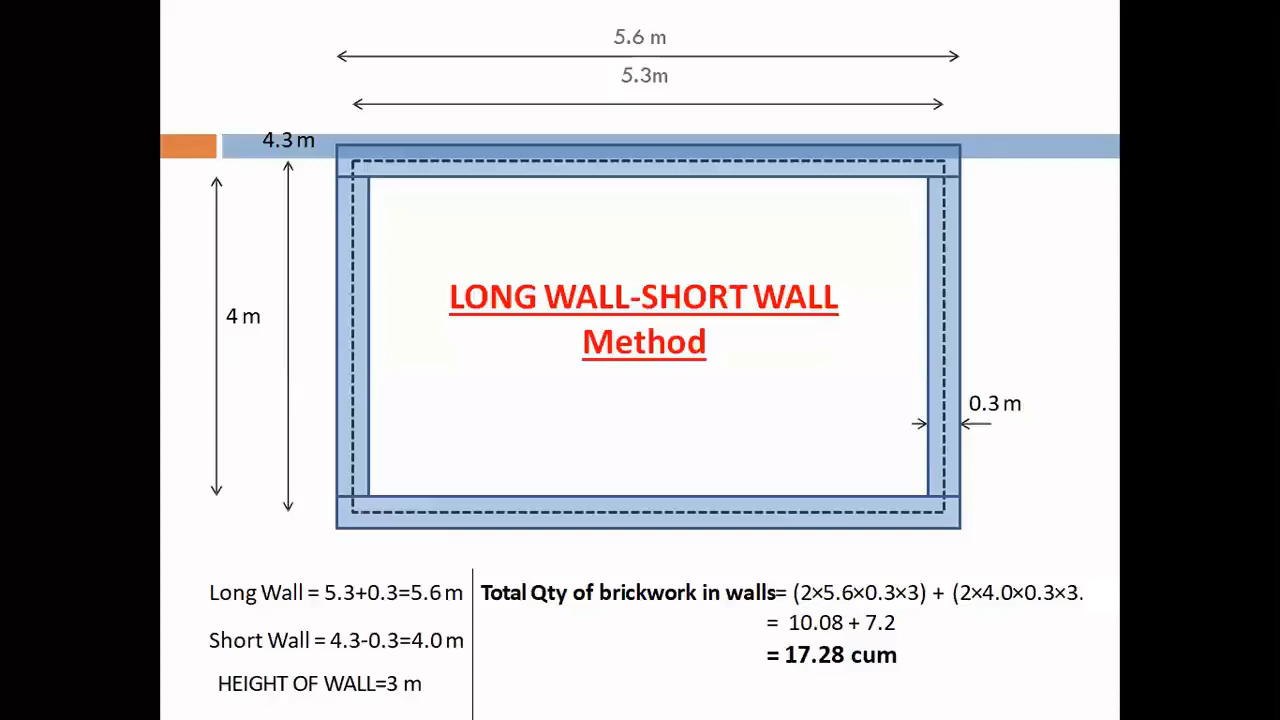 5.6 m
5.3m
4.3 m
4 m
LONG WALL-SHORT WALL
Method
0.3 m
Long Wall = 5.3+0.3=5.6 m
Short Wall = 4.3-0.3=4.0 m
HEIGHT OF WALL=3 m
Total Qty of brickwork in walls= (2×5.6×0.3×3) + (2×4.0×0.3×3.
= 10.08 + 7.2
= 17.28 cum